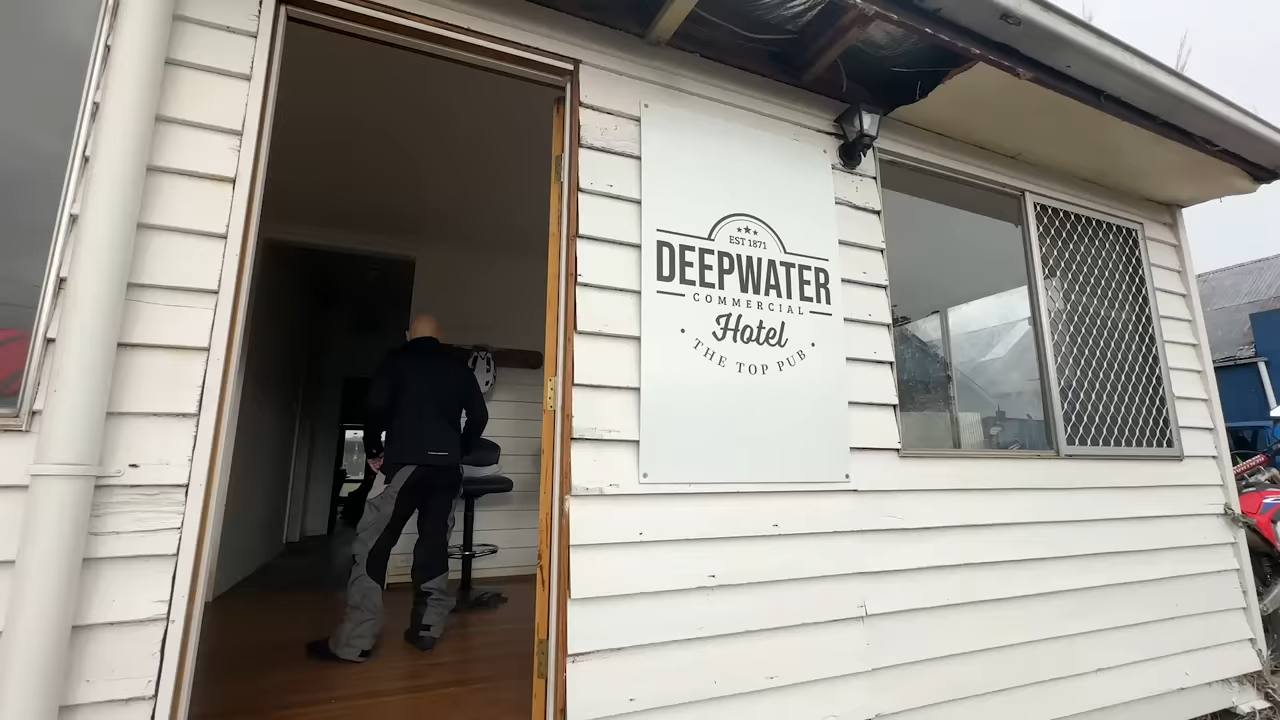 EST 1871
DEEPWATER
COMMERCIAL
Hotel
• THE TOP PUB •